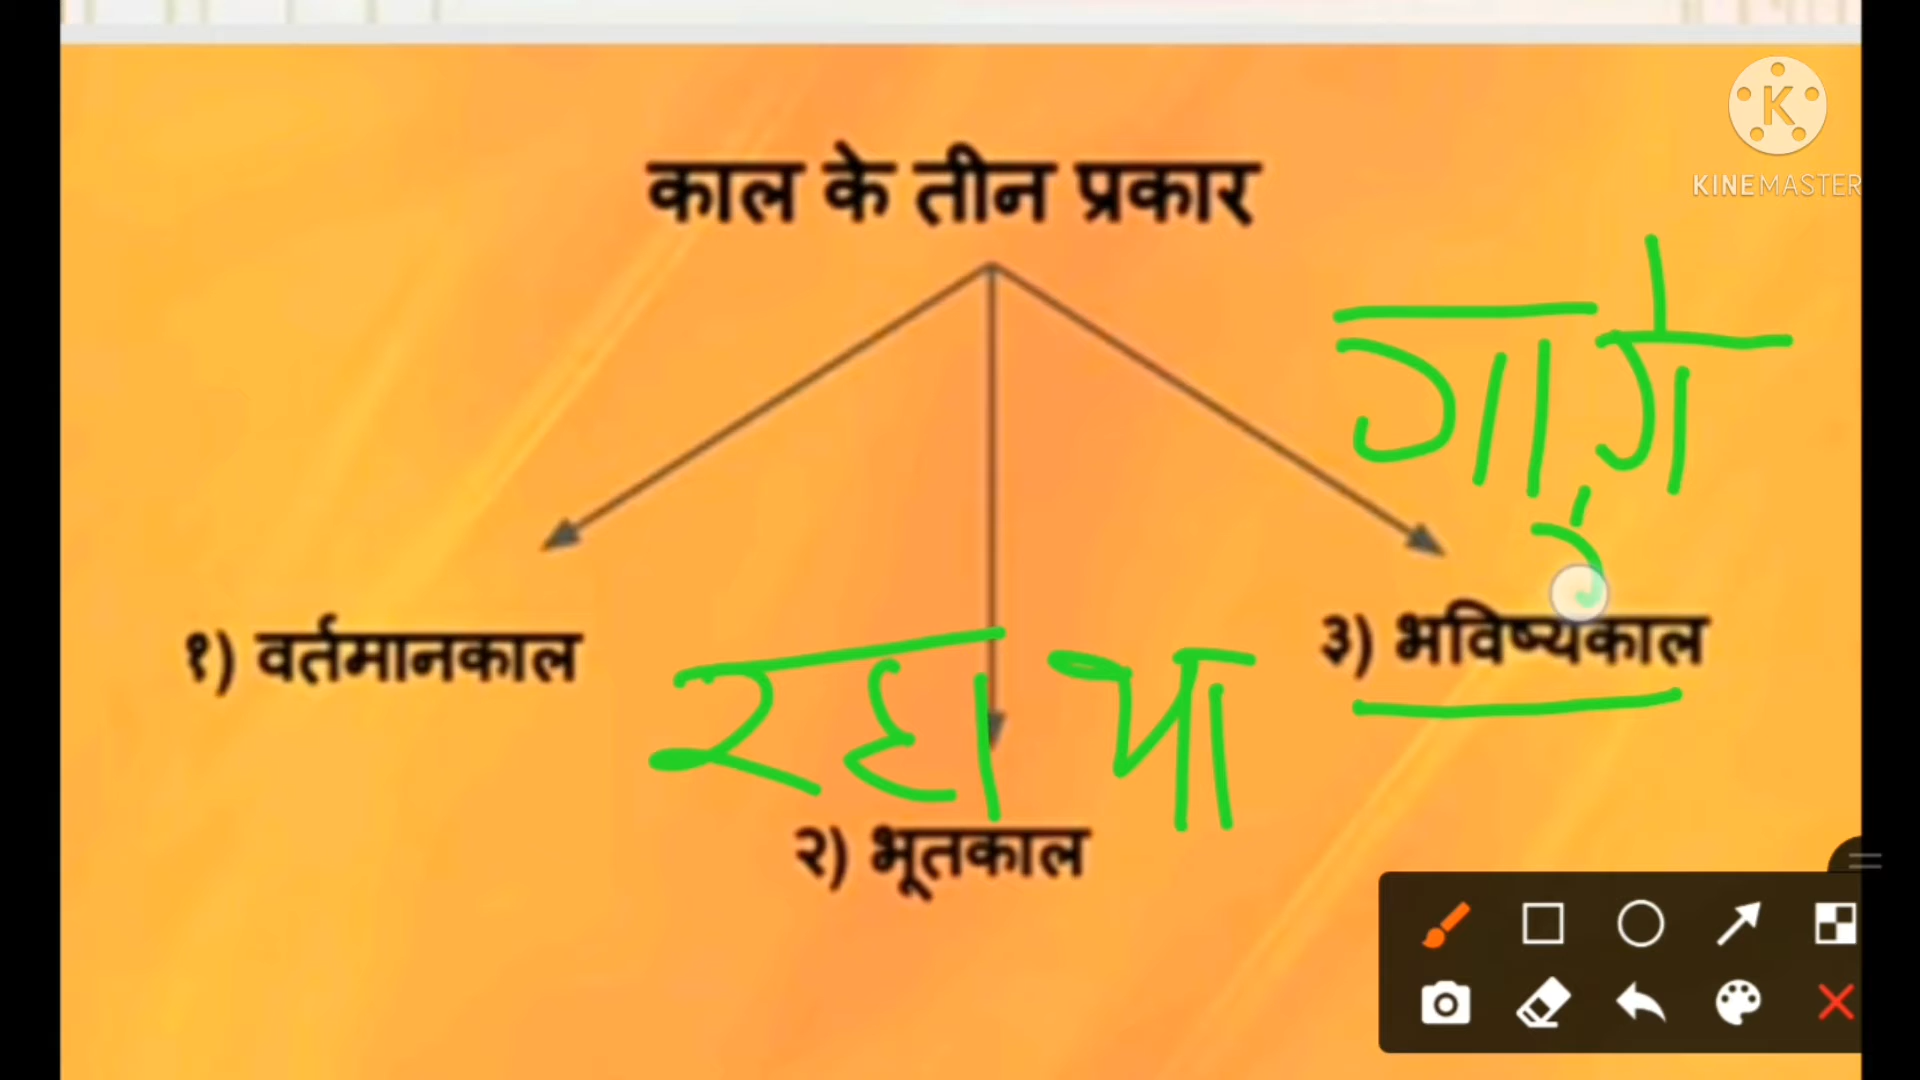 KINEMASTER
काल के तीन प्रकार
१) वर्तमानकाल
३) भविष्यकाल
रहा था
२) भूतकाल